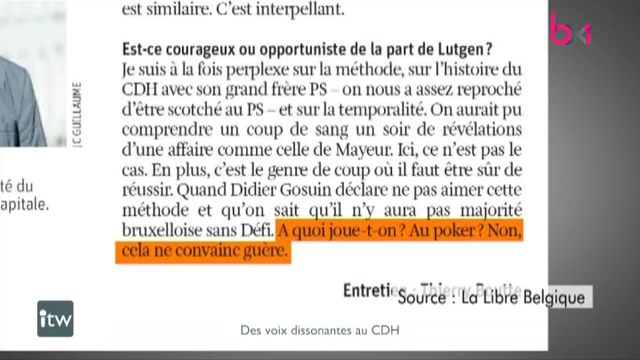 est similaire. C'est interpellant.
Est-ce courageux ou opportuniste de la part de Lutgen ?
Je suis à la fois perplexe sur la méthode, sur l'histoire du
CDH avec son grand frère PS – on nous a assez reproché
d'être scotché au PS – et sur la temporalité. On aurait pu
comprendre un coup de sang un soir de révélations
d'une affaire comme celle de Mayeur. Ici, ce n'est pas le
cas. En plus, c'est le genre de coup où il faut être sûr de
réussir. Quand Didier Gosuin déclare ne pas aimer cette
méthode et qu'on sait qu'il n'y aura pas majorité
bruxelloise sans Défi. A quoi joue-t-on ? Au poker ? Non,
cela ne convainc guère.
Entretien : Thierry Boutte
JC GUILLAUME
té du
apitale.
Source : La Libre Belgique
itw
Des voix dissonantes au CDH